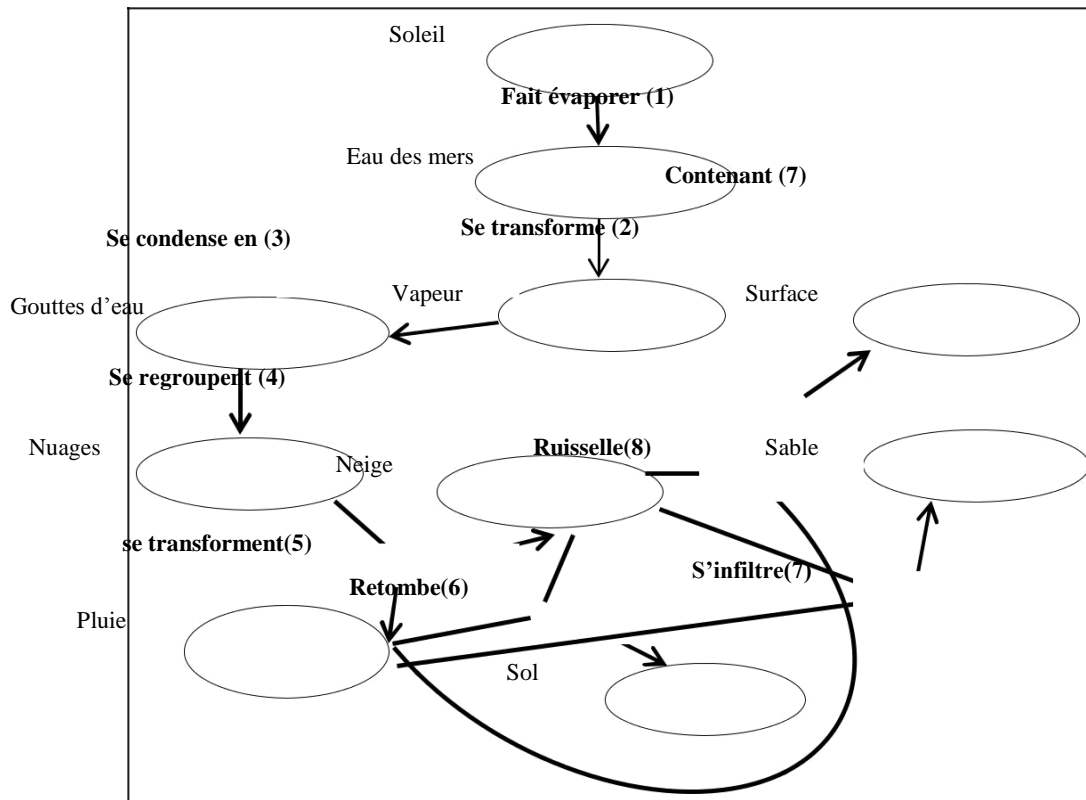 Soleil
Fait évaporer (1)
Eau des mers
Contenant (7)
Se transforme (2)
Se condense en (3)
Gouttes d’eau
Vapeur
Surface
Se regroupent (4)
Nuages
Neige
Ruisselle(8)
Sable
se transforment(5)
S’infiltre(7)
Retombe(6)
Pluie
Sol